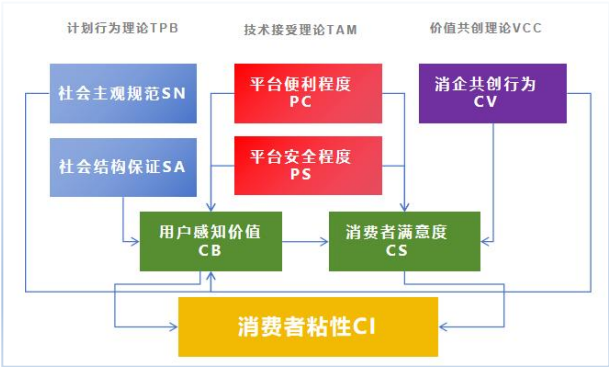 计划行为理论TPB
技术接受理论TAM
价值共创理论VCC
社会主观规范SN
平台便利程度
PC
消企共创行为
CV
社会结构保证SA
平台安全程度
PS
用户感知价值
CB
消费者满意度
CS
消费者粘性CI